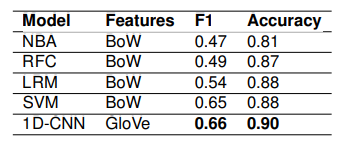 Model Features F1 Accuracy
NBA BoW 0.47 0.81
RFC BoW 0.49 0.87
LRM BoW 0.54 0.88
SVM BoW 0.65 0.88
1D-CNN GloVe 0.66 0.90